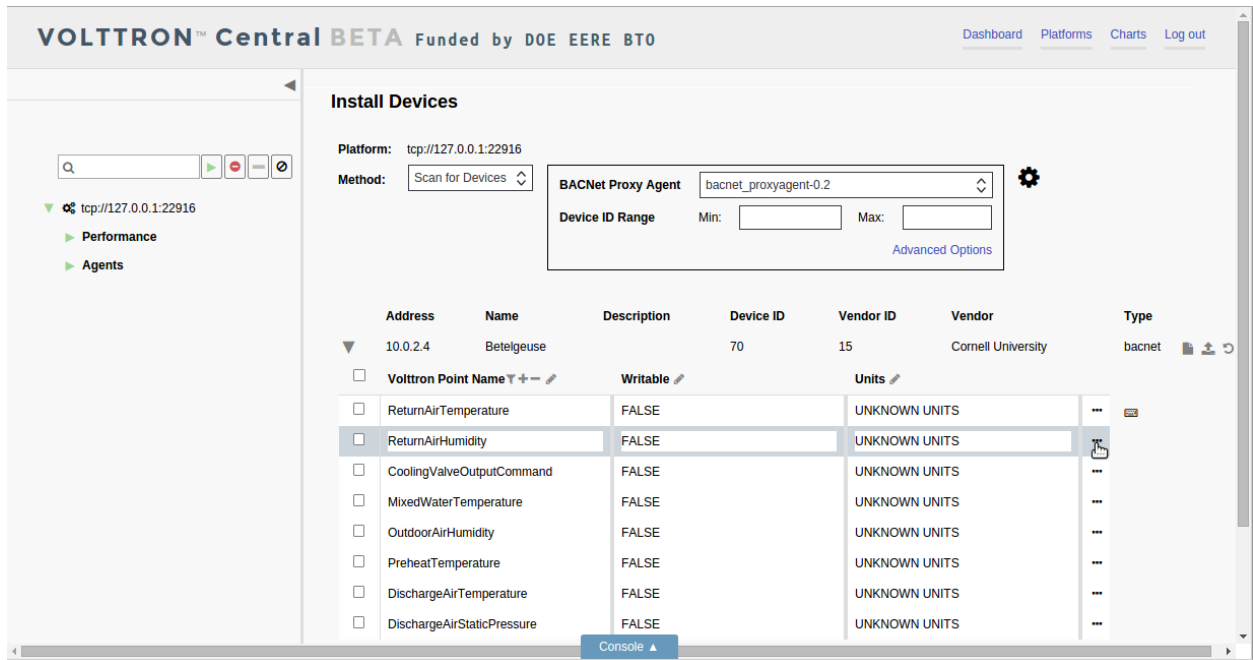 VOLTTRON™ Central BETA Funded by DOE EERE BTO
Dashboard Platforms Charts Log out
Install Devices
Platform: tcp://127.0.0.1:22916
Method: Scan for Devices
BACNet Proxy Agent bacnet_proxyagent-0.2
Device ID Range Min: Max:
Advanced Options
tcp://127.0.0.1:22916
Performance
Agents
Address Name Description Device ID Vendor ID Vendor Type
10.0.2.4 Betelgeuse 70 15 Cornell University bacnet
Volttron Point Name Writable Units
ReturnAirTemperature FALSE UNKNOWN UNITS
ReturnAirHumidity FALSE UNKNOWN UNITS
CoolingValveOutputCommand FALSE UNKNOWN UNITS
MixedWaterTemperature FALSE UNKNOWN UNITS
OutdoorAirHumidity FALSE UNKNOWN UNITS
PreheatTemperature FALSE UNKNOWN UNITS
DischargeAirTemperature FALSE UNKNOWN UNITS
DischargeAirStaticPressure FALSE UNKNOWN UNITS
Console ▲